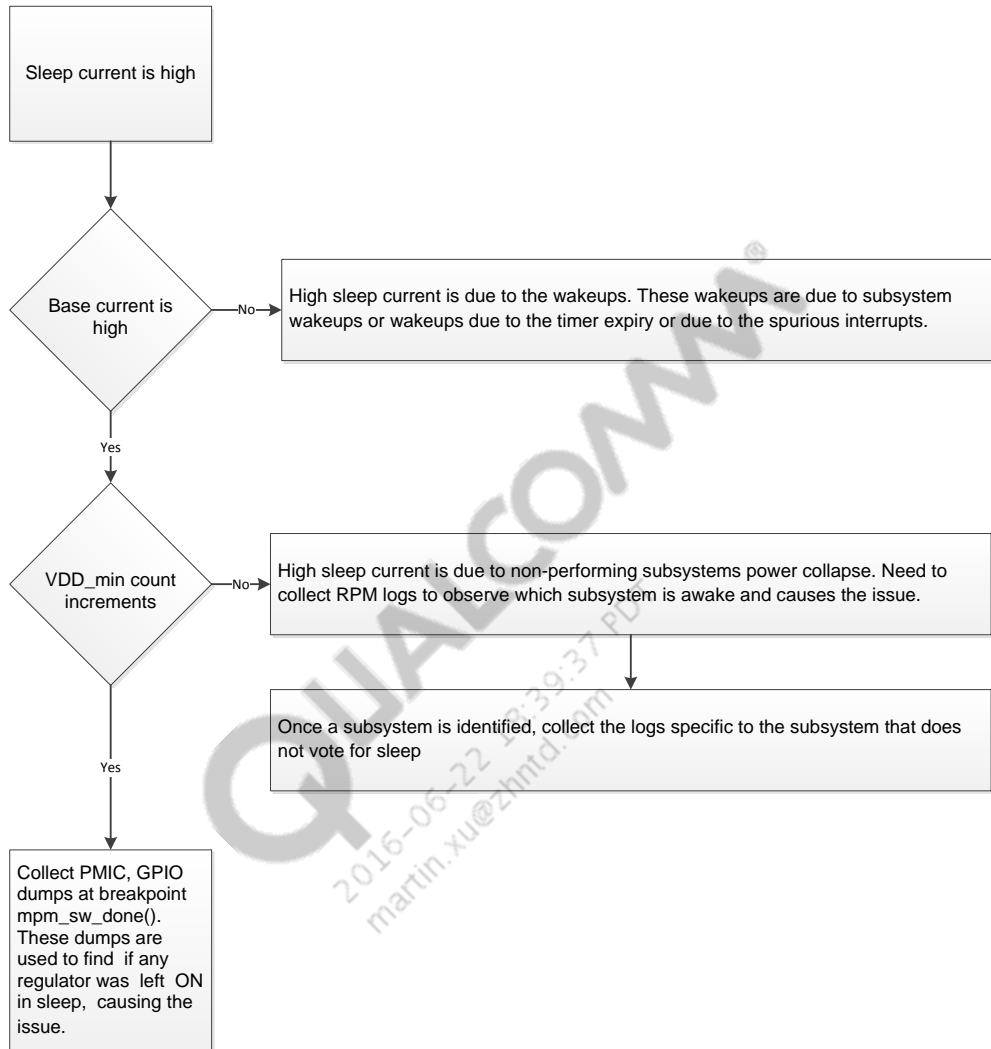 Sleep current is high
Base current is
high
No
High sleep current is due to the wakeups. These wakeups are due to subsystem
wakeups or wakeups due to the timer expiry or due to the spurious interrupts.
Yes
VDD_min count
increments
No
High sleep current is due to non-performing subsystems power collapse. Need to
collect RPM logs to observe which subsystem is awake and causes the issue.
Once a subsystem is identified, collect the logs specific to the subsystem that does
not vote for sleep
Yes
Collect PMIC, GPIO
dumps at breakpoint
mpm_sw_done().
These dumps are
used to find if any
regulator was left ON
in sleep, causing the
issue.
QUALCOMM®
2016-06-22 18:39:37 PDT
martin.xu@zhntd.com